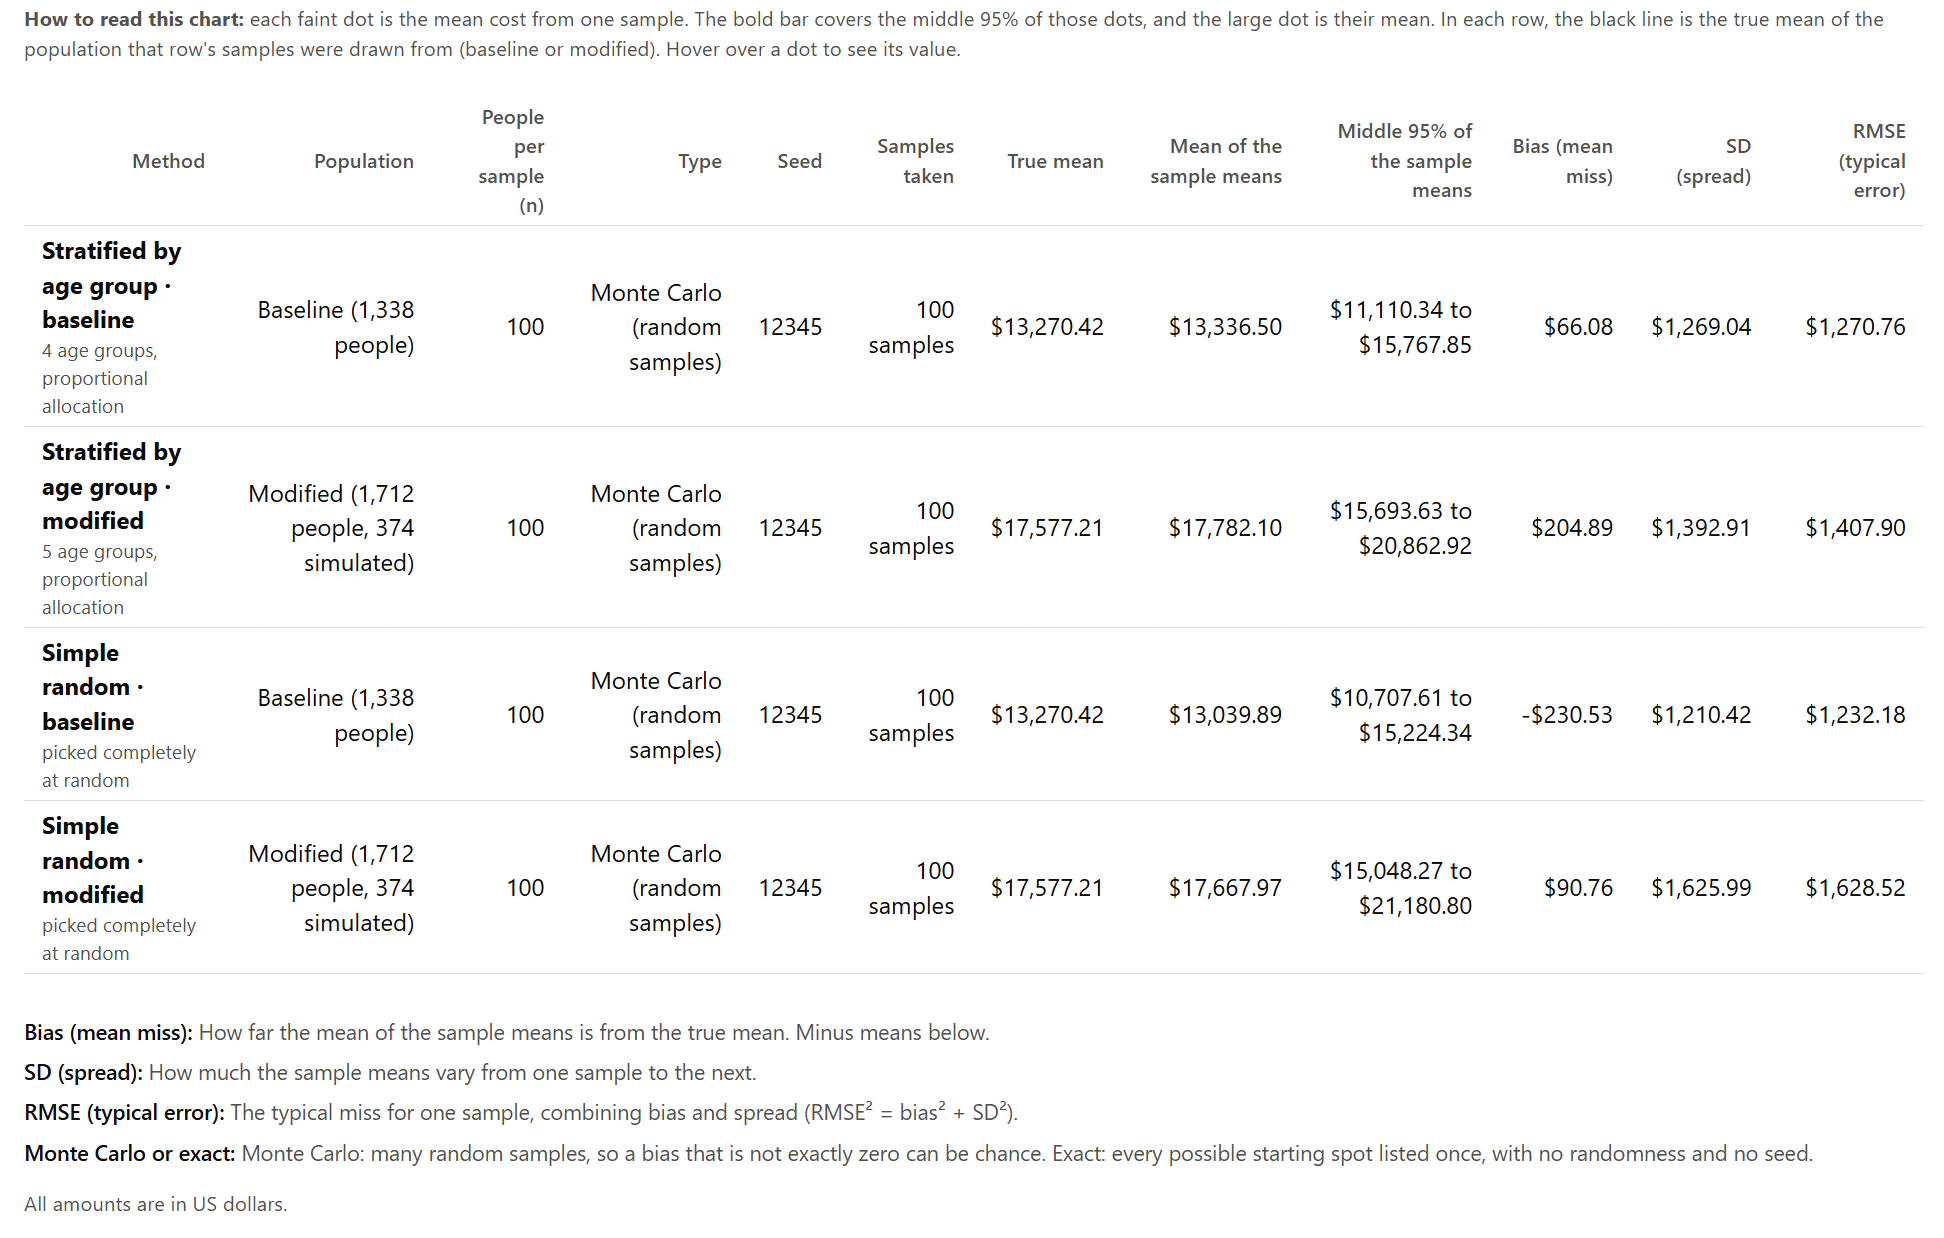 How to read this chart: each faint dot is the mean cost from one sample. The bold bar covers the middle 95% of those dots, and the large dot is their mean. In each row, the black line is the true mean of the
population that row's samples were drawn from (baseline or modified). Hover over a dot to see its value.
Method
Population
People
per
sample
(n)
Type
Seed
Samples
taken
True mean
Mean of the
sample means
Middle 95% of
the sample
means
Bias (mean
miss)
SD
(spread)
RMSE
(typical
error)
Stratified by
age group ·
baseline
4 age groups,
proportional
allocation
Baseline (1,338
people)
100
Monte Carlo
(random
samples)
12345
100
samples
$13,270.42
$13,336.50
$11,110.34 to
$15,767.85
$66.08
$1,269.04
$1,270.76
Stratified by
age group ·
modified
5 age groups,
proportional
allocation
Modified (1,712
people, 374
simulated)
100
Monte Carlo
(random
samples)
12345
100
samples
$17,577.21
$17,782.10
$15,693.63 to
$20,862.92
$204.89
$1,392.91
$1,407.90
Simple
random ·
baseline
picked completely
at random
Baseline (1,338
people)
100
Monte Carlo
(random
samples)
12345
100
samples
$13,270.42
$13,039.89
$10,707.61 to
$15,224.34
-$230.53
$1,210.42
$1,232.18
Simple
random ·
modified
picked completely
at random
Modified (1,712
people, 374
simulated)
100
Monte Carlo
(random
samples)
12345
100
samples
$17,577.21
$17,667.97
$15,048.27 to
$21,180.80
$90.76
$1,625.99
$1,628.52
Bias (mean miss): How far the mean of the sample means is from the true mean. Minus means below.
SD (spread): How much the sample means vary from one sample to the next.
RMSE (typical error): The typical miss for one sample, combining bias and spread (RMSE² = bias² + SD²).
Monte Carlo or exact: Monte Carlo: many random samples, so a bias that is not exactly zero can be chance. Exact: every possible starting spot listed once, with no randomness and no seed.
All amounts are in US dollars.